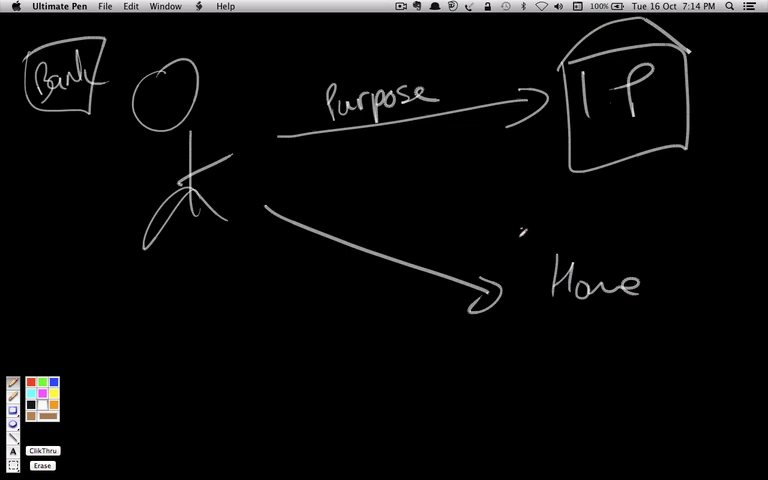 Ultimate Pen File Edit Window Help 100% Tue 16 Oct 7:14 PM
Bank
Purpose
I P
Home
A
ClikThru
Erase